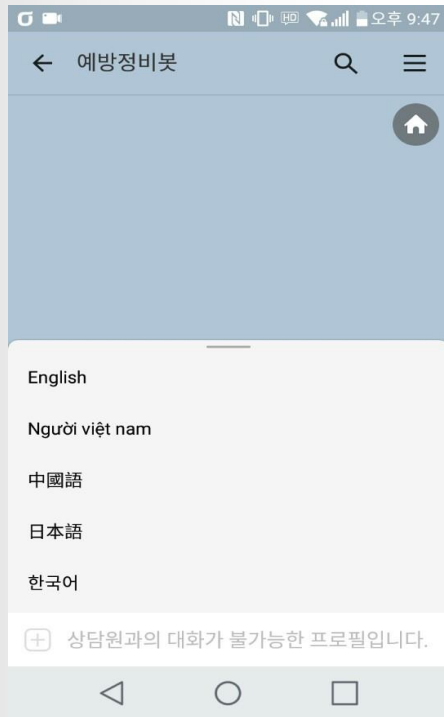 오후 9:47
예방정비봇
English
Người việt nam
中國語
日本語
한국어
상담원과의 대화가 불가능한 프로필입니다.